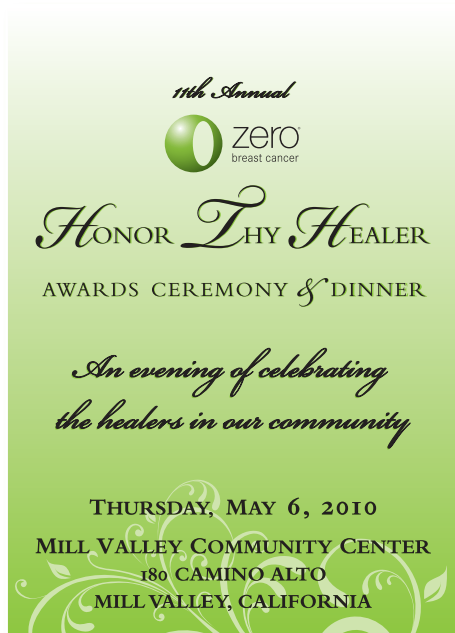 11th Annual
zero®
breast cancer
Honor Thy Healer
AWARDS CEREMONY & DINNER
An evening of celebrating
the healers in our community
Thursday, May 6, 2010
Mill Valley Community Center
180 CAMINO ALTO
MILL VALLEY, CALIFORNIA